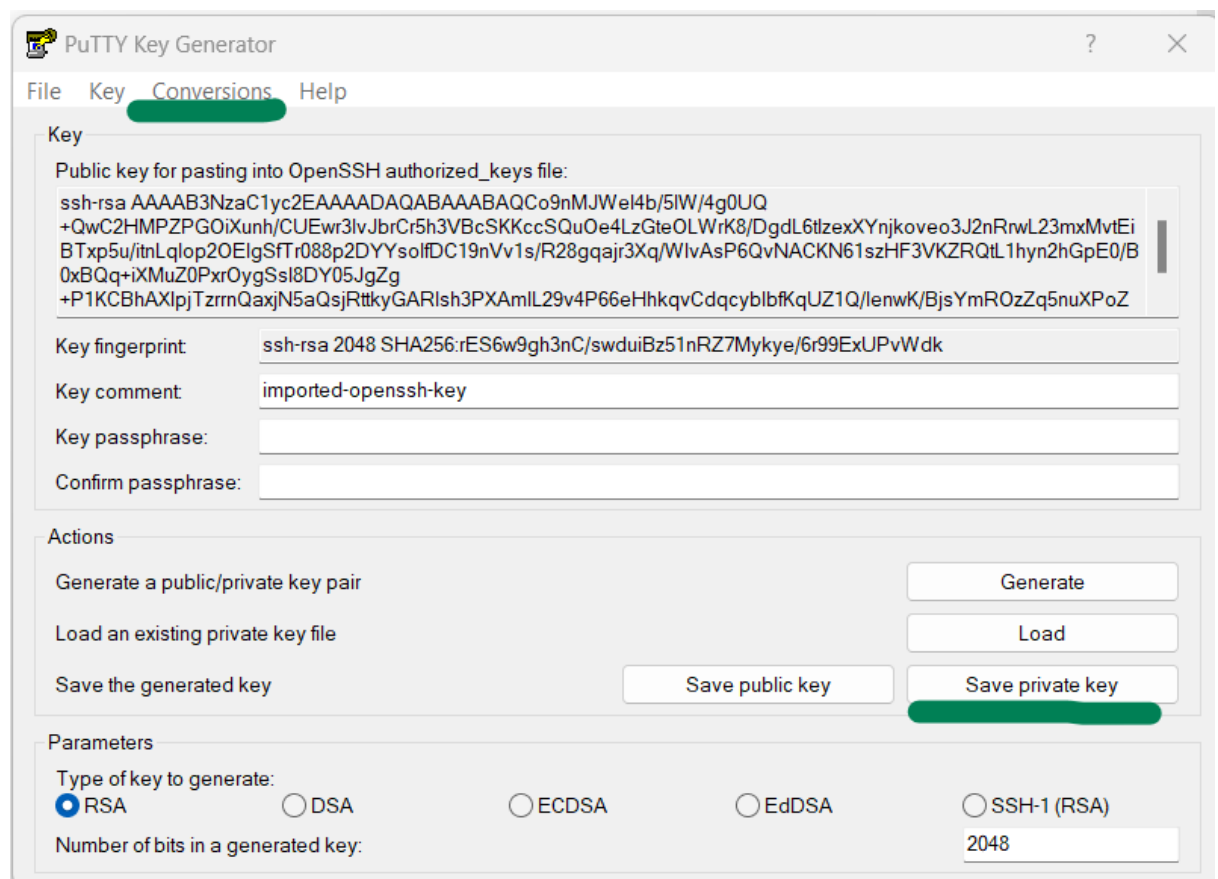 PuTTY Key Generator
?
File Key Conversions Help
Key
Public key for pasting into OpenSSH authorized_keys file:
ssh-rsa AAAAB3NzaC1yc2EAAAADAQABAAABAQCo9nMJWel4b/5lW/4g0UQ
+QwC2HMPZPGOiXunh/CUEwr3lvJbrCr5h3VBcSKKccSQuOe4LzGteOLWrK8/DgdL6tlzexXYnjkoveo3J2nRrwL23mxMvtEi
BTxp5u/itnLqlop2OElgSfTr088p2DYYsolfDC19nVv1s/R28gqajr3Xq/WlvAsP6QvNACKN61szHF3VKZRQtL1hyn2hGpE0/B
0xBQq+iXMuZ0PxrOygSsl8DY05JgZg
+P1KCBhAXlpjTzrrnQaxjN5aQsjRttkyGARlsh3PXAmlL29v4P66eHhkqvCdqcyblbfKqUZ1Q/lenwK/BjsYmROzZq5nuXPoZ
Key fingerprint: ssh-rsa 2048 SHA256:rES6w9gh3nC/swduiBz51nRZ7Mykye/6r99ExUPvWdk
Key comment: imported-openssh-key
Key passphrase:
Confirm passphrase:
Actions
Generate a public/private key pair Generate
Load an existing private key file Load
Save the generated key Save public key Save private key
Parameters
Type of key to generate:
RSA DSA ECDSA EdDSA SSH-1 (RSA)
Number of bits in a generated key: 2048